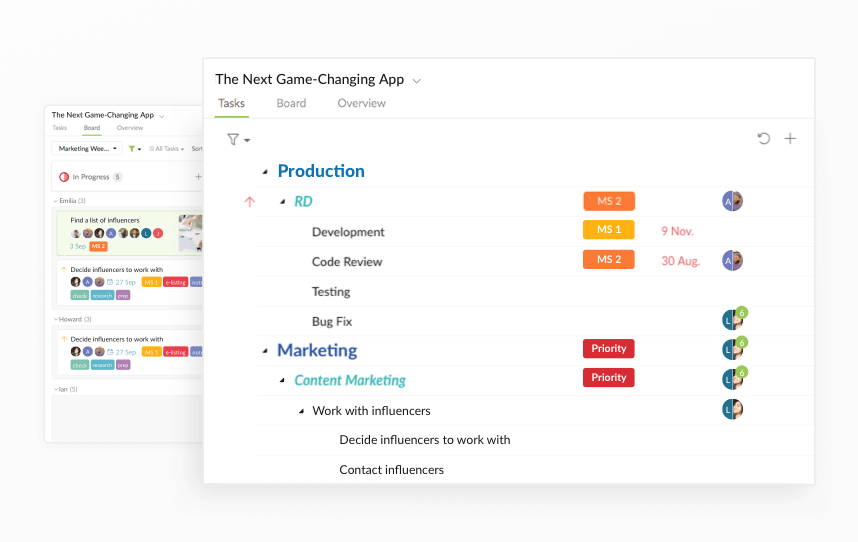 The Next Game-Changing App
Tasks Board Overview
Marketing Wee...
All Tasks
Sort
In Progress 5
Emilia (3)
Find a list of influencers
A L J
3 Sep MS 2
Decide influencers to work with
A 27 Sep MS 1 e-listing
check research prep
Howard (3)
Decide influencers to work with
A 27 Sep MS 1 e-listing
check research prep
Ian (5)
The Next Game-Changing App
Tasks Board Overview
Production
RD MS 2 A
Development MS 1 9 Nov.
Code Review MS 2 30 Aug. A
Testing
Bug Fix L 6
Marketing Priority L 6
Content Marketing Priority L 6
Work with influencers L
Decide influencers to work with
Contact influencers